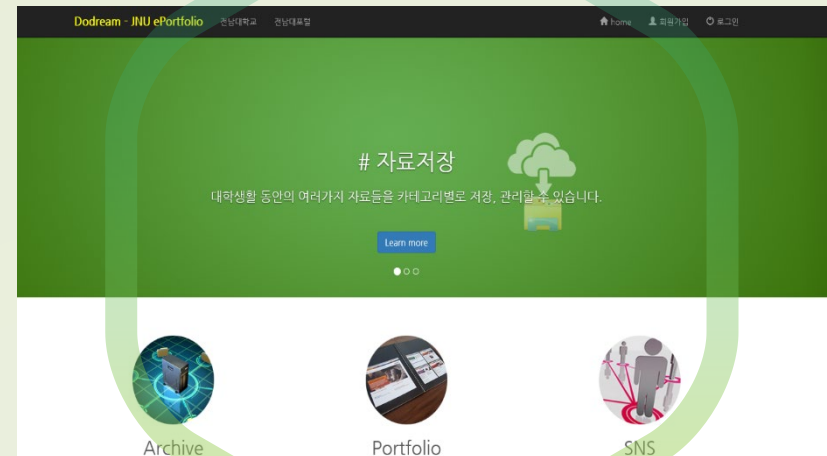 Dodream - JNU ePortfolio 전남대학교 전남대포털 home 회원가입 로그인
# 자료저장
대학생활 동안의 여러가지 자료들을 카테고리별로 저장, 관리할 수 있습니다.
Learn more
Archive Portfolio SNS